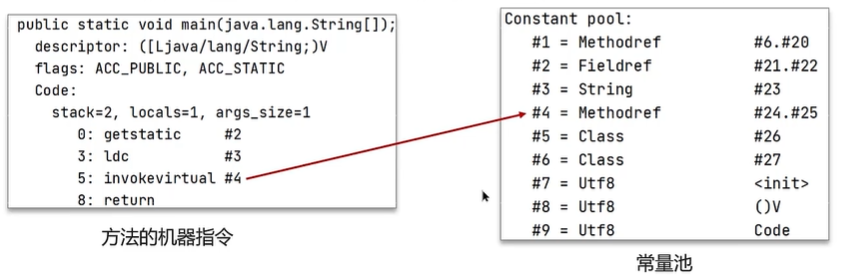 public static void main(java.lang.String[]);
descriptor: ([Ljava/lang/String;)V
flags: ACC_PUBLIC, ACC_STATIC
Code:
stack=2, locals=1, args_size=1
0: getstatic #2
3: ldc #3
5: invokevirtual #4
8: return
方法的机器指令
Constant pool:
#1 = Methodref #6.#20
#2 = Fieldref #21.#22
#3 = String #23
#4 = Methodref #24.#25
#5 = Class #26
#6 = Class #27
#7 = Utf8 <init>
#8 = Utf8 ()V
#9 = Utf8 Code
常量池